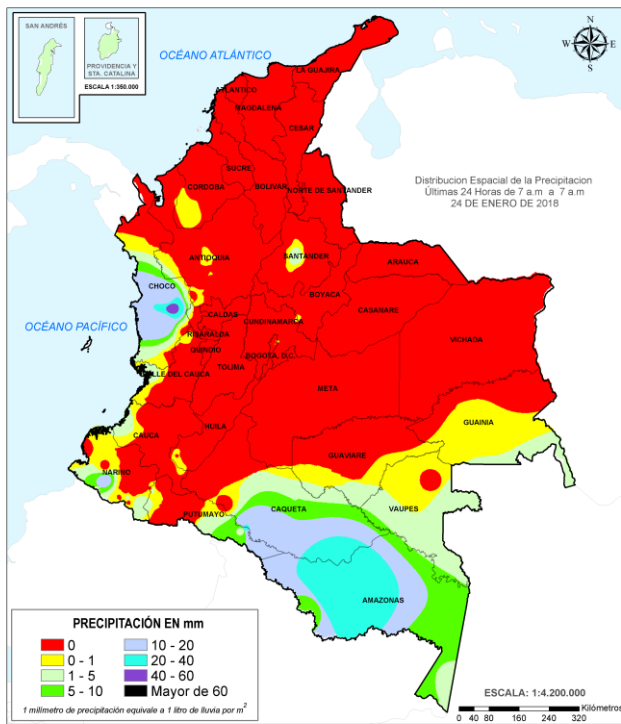 SAN ANDRÉS
PROVIDENCIA Y
STA. CATALINA
ESCALA 1:350.000
OCÉANO ATLÁNTICO
N
W E
S
LA GUAJIRA
ATLANTICO
MAGDALENA
CESAR
Distribucion Espacial de la Precipitacion
Últimas 24 Horas de 7 a.m a 7 a.m
24 DE ENERO DE 2018
SUCRE
CORDOBA
BOLIVAR
NORTE DE SANTANDER
ANTIOQUIA
SANTANDER
ARAUCA
CHOCO
BOYACA
CASANARE
OCÉANO PACÍFICO
CALDAS
CUNDINAMARCA
RISARALDA
VICHADA
QUINDIO
BOGOSA, D.C.
TOLIMA
VALLE DEL CAUCA
META
GUAINIA
HUILA
CAUCA
GUAVIARE
NARIÑO
PUTUMAYO
CAQUETA
VAUPES
AMAZONAS
PRECIPITACIÓN EN mm
0
0 - 1
1 - 5
5 - 10
10 - 20
20 - 40
40 - 60
Mayor de 60
1 milimetro de precipitación equivale a 1 litro de lluvia por m2
ESCALA: 1:4.200.000
Kilómetros
0 40 80 160 240 320